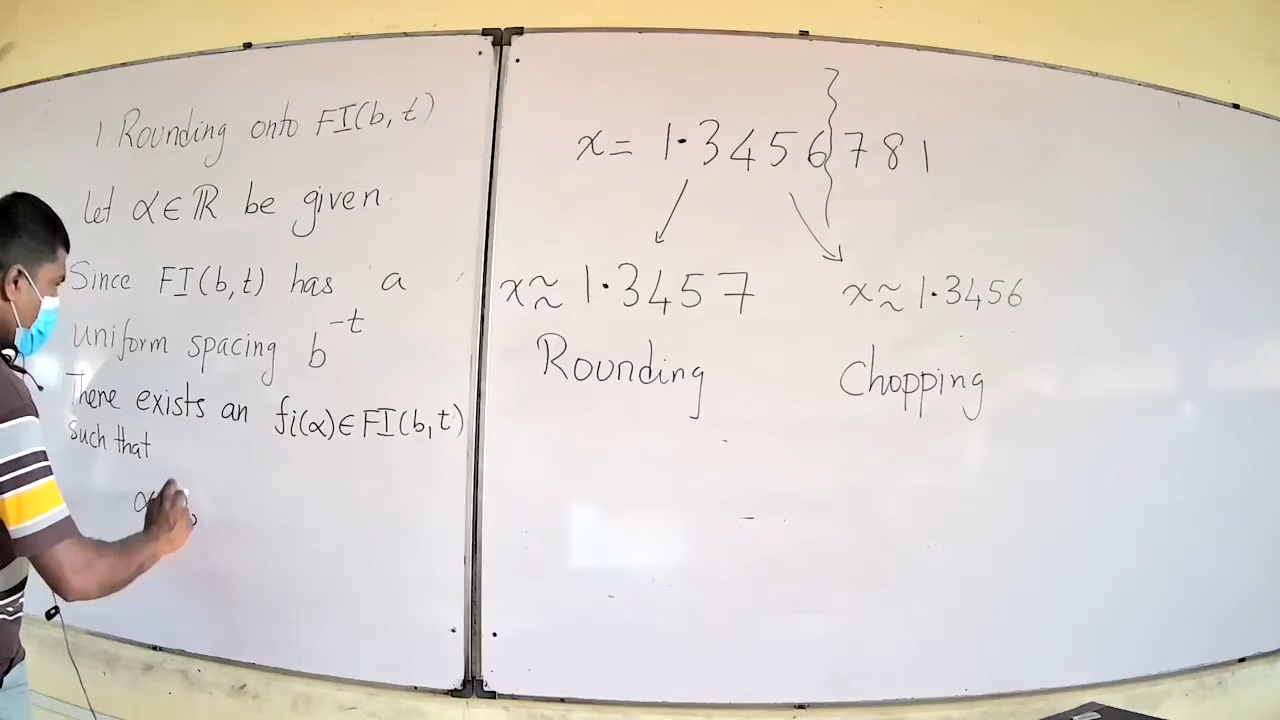 1 Rounding onto FI(b,t)
Let α∈ℝ be given.
Since FI(b,t) has a
uniform spacing b^-t
There exists an fi(α)∈FI(b,t)
such that
α
x= 1.3456781
x≈1.3457
x≈1.3456
Rounding
Chopping